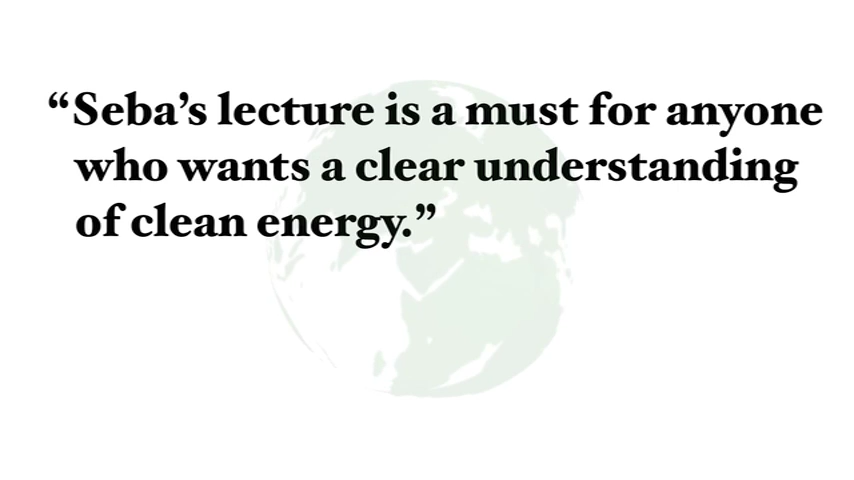 “Seba’s lecture is a must for anyone
who wants a clear understanding
of clean energy.”